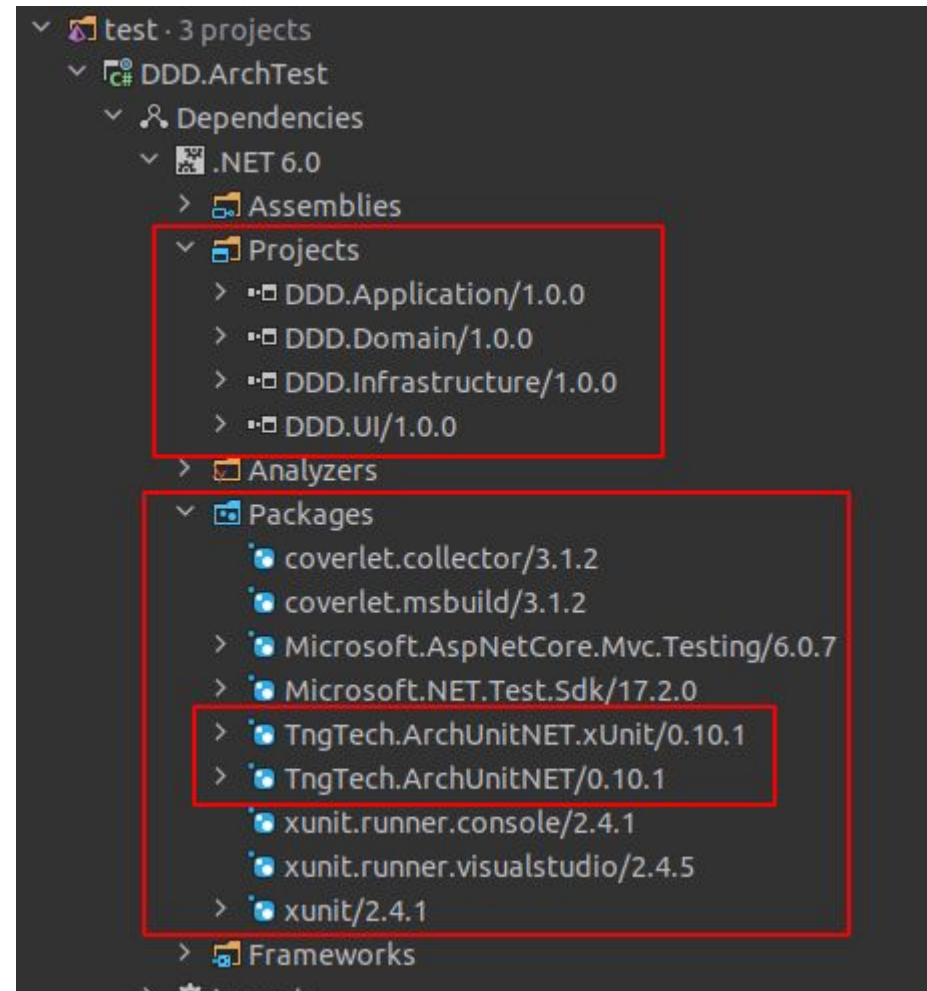 test · 3 projects
C# DDD.ArchTest
Dependencies
.NET 6.0
Assemblies
Projects
DDD.Application/1.0.0
DDD.Domain/1.0.0
DDD.Infrastructure/1.0.0
DDD.UI/1.0.0
Analyzers
Packages
coverlet.collector/3.1.2
coverlet.msbuild/3.1.2
Microsoft.AspNetCore.Mvc.Testing/6.0.7
Microsoft.NET.Test.Sdk/17.2.0
TngTech.ArchUnitNET.xUnit/0.10.1
TngTech.ArchUnitNET/0.10.1
xunit.runner.console/2.4.1
xunit.runner.visualstudio/2.4.5
xunit/2.4.1
Frameworks